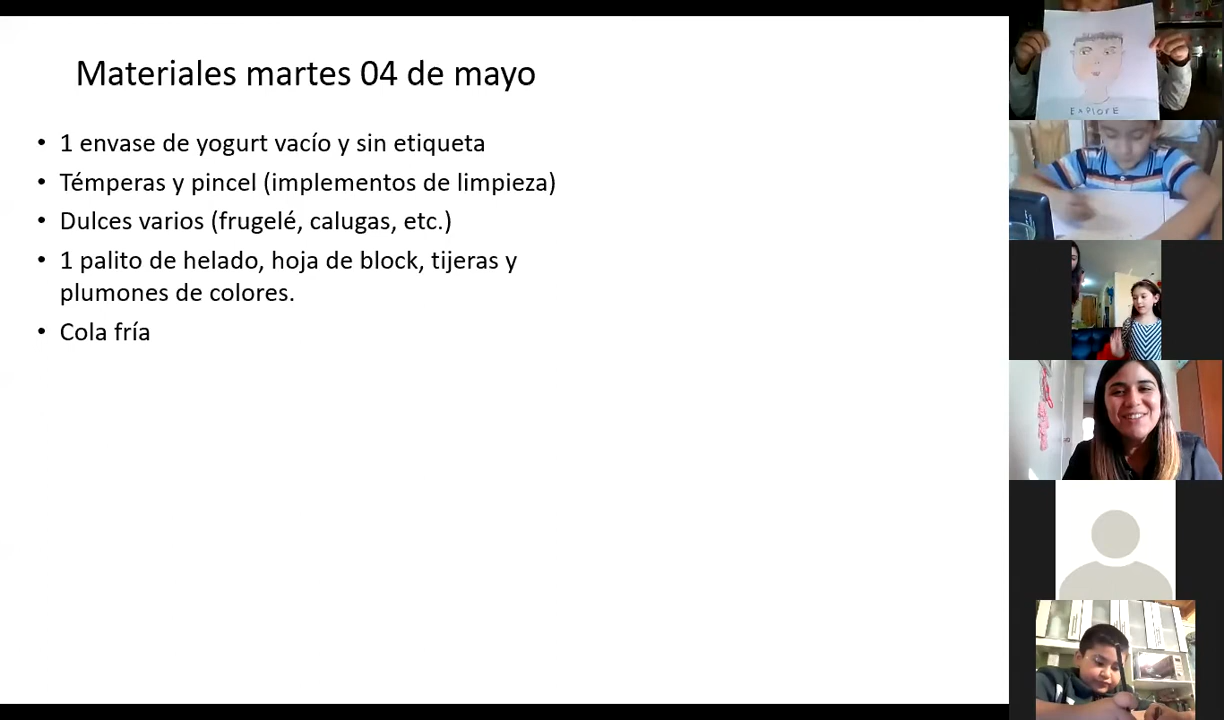 Materiales martes 04 de mayo
• 1 envase de yogurt vacío y sin etiqueta
• Témperas y pincel (implementos de limpieza)
• Dulces varios (frugelé, calugas, etc.)
• 1 palito de helado, hoja de block, tijeras y
plumones de colores.
• Cola fría
EXPLORE